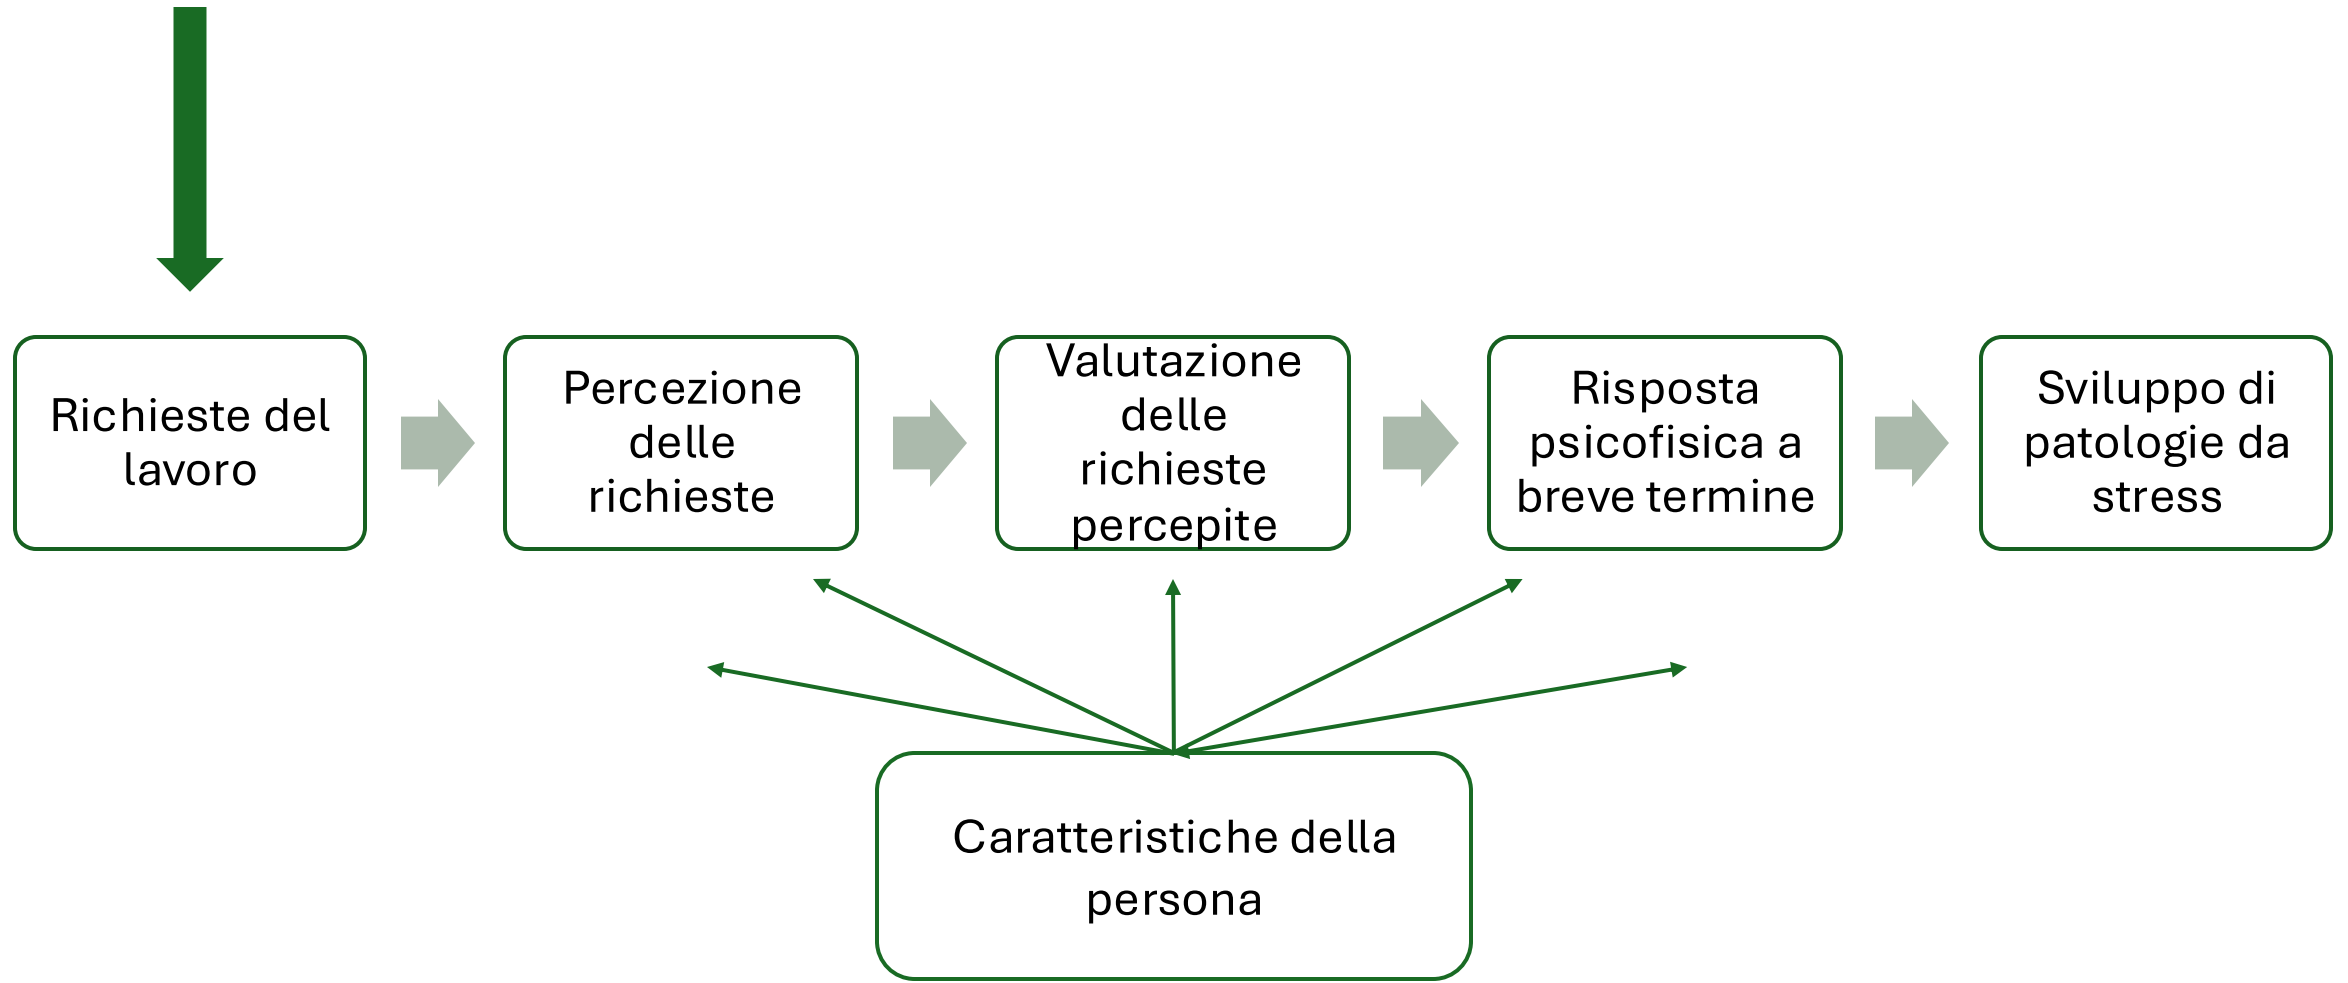 Richieste del
lavoro
Percezione
delle
richieste
Valutazione
delle
richieste
percepite
Risposta
psicofisica a
breve termine
Sviluppo di
patologie da
stress
Caratteristiche della
persona